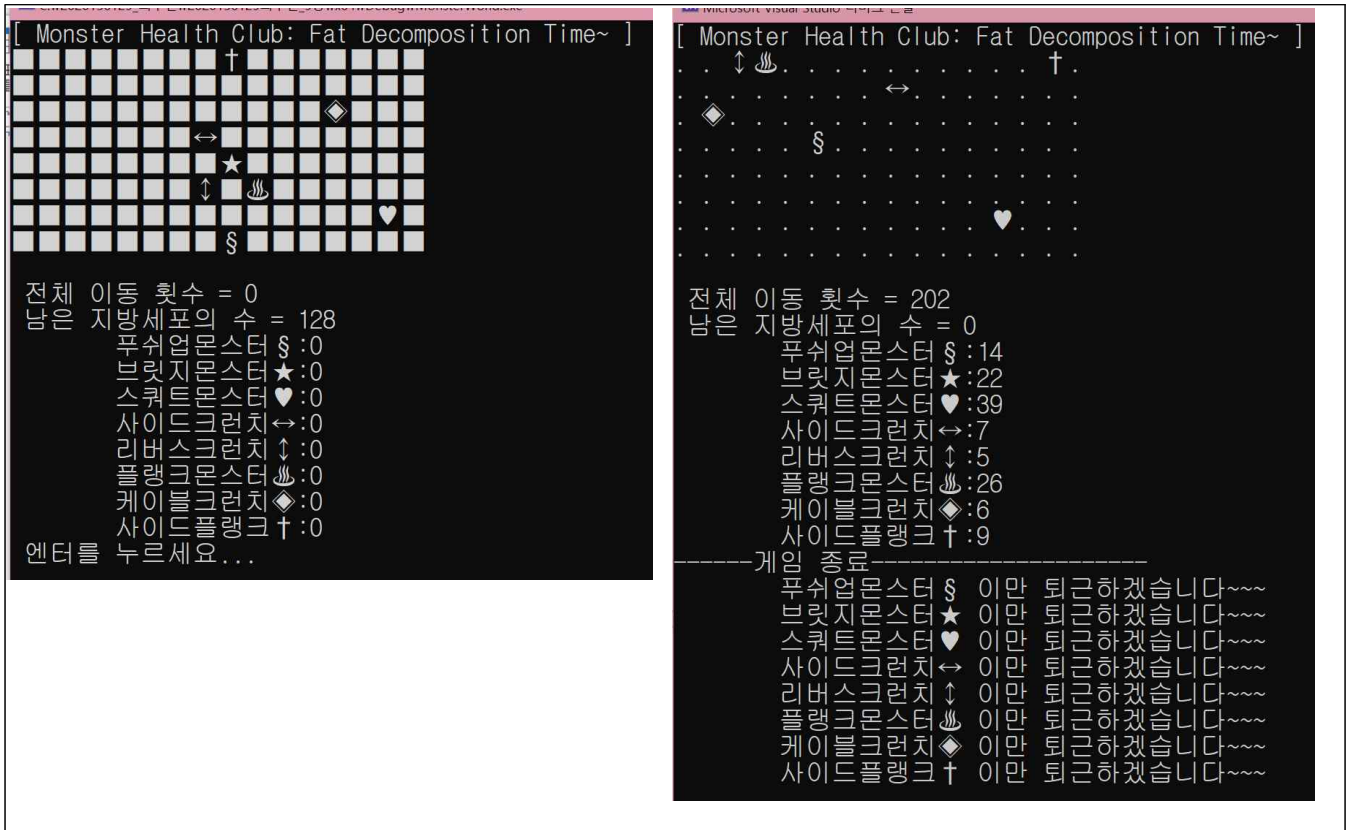 [ Monster Health Club: Fat Decomposition Time~ ]
■■■■■■■■†■■■■■■■
■■■■■■■■■■■■■■■■
■■■■■■■■■■■■◈■■■
■■■■■■■↔■■■■■■■■
■■■■■■■■★■■■■■■■
■■■■■■■↕■♨■■■■■■
■■■■■■■■■■■■■■♥■
■■■■■■■■§■■■■■■■
전체 이동 횟수 = 0
남은 지방세포의 수 = 128
푸쉬업몬스터§:0
브릿지몬스터★:0
스쿼트몬스터♥:0
사이드크런치↔:0
리버스크런치↕:0
플랭크몬스터♨:0
케이블크런치◈:0
사이드플랭크†:0
엔터를 누르세요...
[ Monster Health Club: Fat Decomposition Time~ ]
. . ↕♨. . . . . . . . . . † .
. . . . . . . . ↔. . . . . . .
. ◈. . . . . . . . . . . . . .
. . . . . §. . . . . . . . . .
. . . . . . . . . . . . . . . .
. . . . . . . . . . . . . . . .
. . . . . . . . . . . . ♥. . .
. . . . . . . . . . . . . . . .
전체 이동 횟수 = 202
남은 지방세포의 수 = 0
푸쉬업몬스터§:14
브릿지몬스터★:22
스쿼트몬스터♥:39
사이드크런치↔:7
리버스크런치↕:5
플랭크몬스터♨:26
케이블크런치◈:6
사이드플랭크†:9
------게임 종료---------------------
푸쉬업몬스터§ 이만 퇴근하겠습니다~~~
브릿지몬스터★ 이만 퇴근하겠습니다~~~
스쿼트몬스터♥ 이만 퇴근하겠습니다~~~
사이드크런치↔ 이만 퇴근하겠습니다~~~
리버스크런치↕ 이만 퇴근하겠습니다~~~
플랭크몬스터♨ 이만 퇴근하겠습니다~~~
케이블크런치◈ 이만 퇴근하겠습니다~~~
사이드플랭크† 이만 퇴근하겠습니다~~~